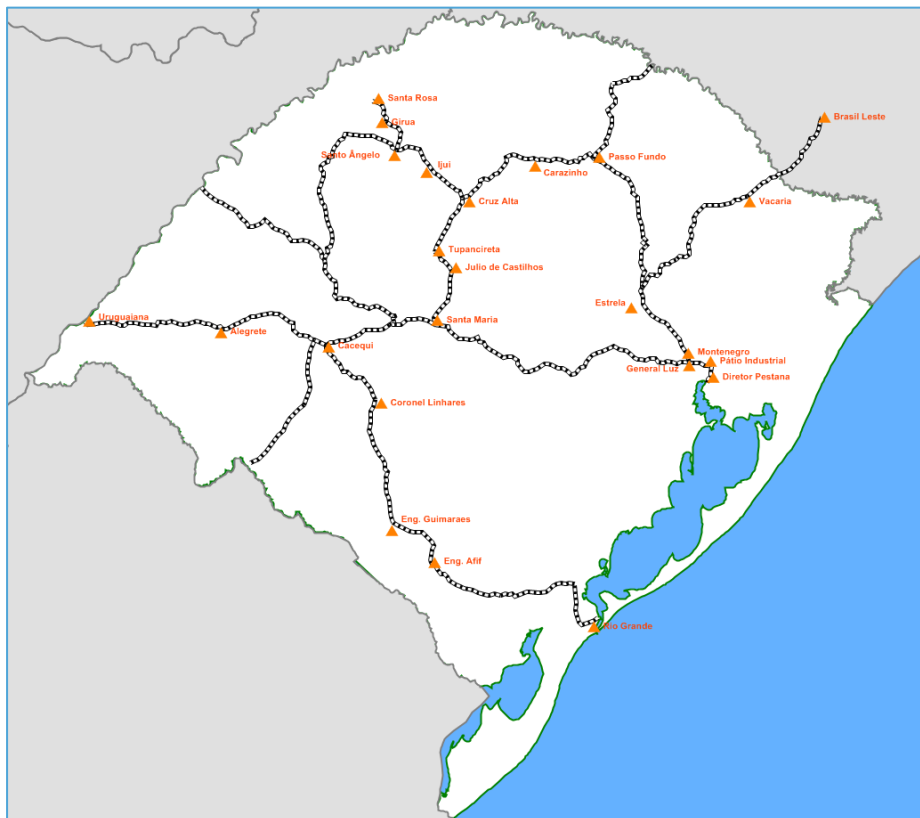 Santa Rosa
Brasil Leste
Girua
Santo Ângelo
Passo Fundo
Ijui
Carazinho
Cruz Alta
Vacaria
Tupancireta
Julio de Castilhos
Estrela
Uruguaiana
Santa Maria
Alegrete
Cacequi
Montenegro
Pátio Industrial
General Luz
Diretor Pestana
Coronel Linhares
Eng. Guimaraes
Eng. Afif
Rio Grande